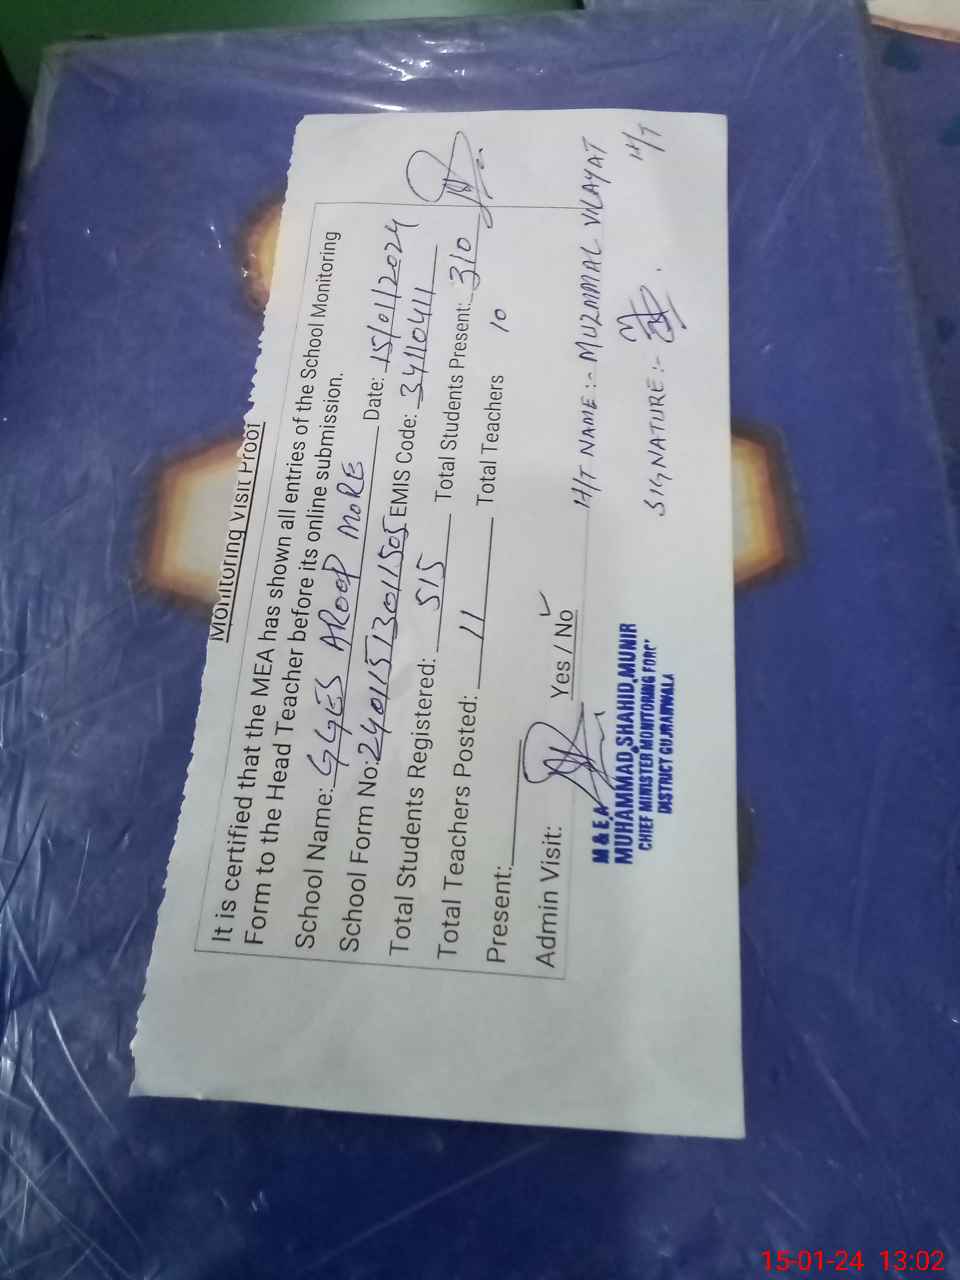 Monitoring Visit Proof
It is certified that the MEA has shown all entries of the School Monitoring
Form to the Head Teacher before its online submission.
School Name: GGES AROOP MORE Date: 15/01/2024
School Form No: 24011513011505 EMIS Code: 34110411
Total Students Registered: 515 Total Students Present: 310
Total Teachers Posted: 11 Total Teachers 10
Present:
Admin Visit: Yes / No ✓
H/T NAME :- MUZAMMAL VILAYAT
H/T
SIGNATURE :-
M & E A
MUHAMMAD SHAHID MUNIR
CHIEF MINISTER MONITORING FORC
DISTRICT GUJRANWALA
15-01-24 13:02